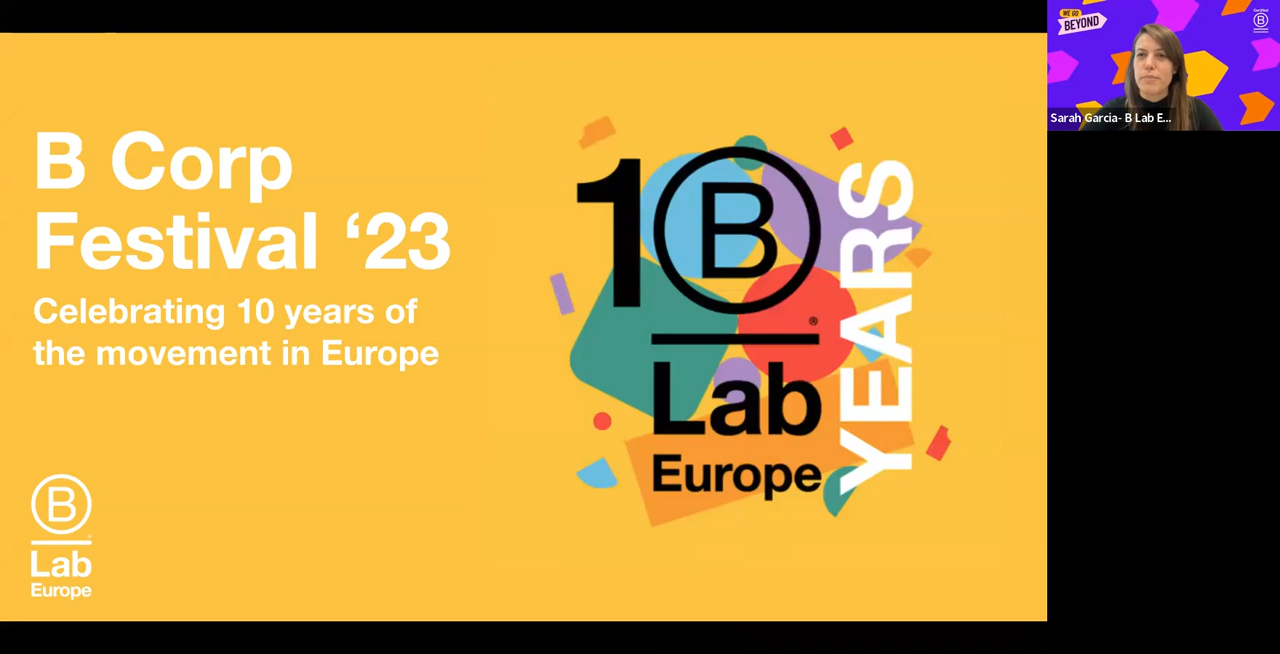 B Corp
Festival ‘23
Celebrating 10 years of
the movement in Europe
B
Lab
Europe
1B
®
Lab
Europe
YEARS
WE GO
BEYOND
B
Sarah Garcia- B Lab E...